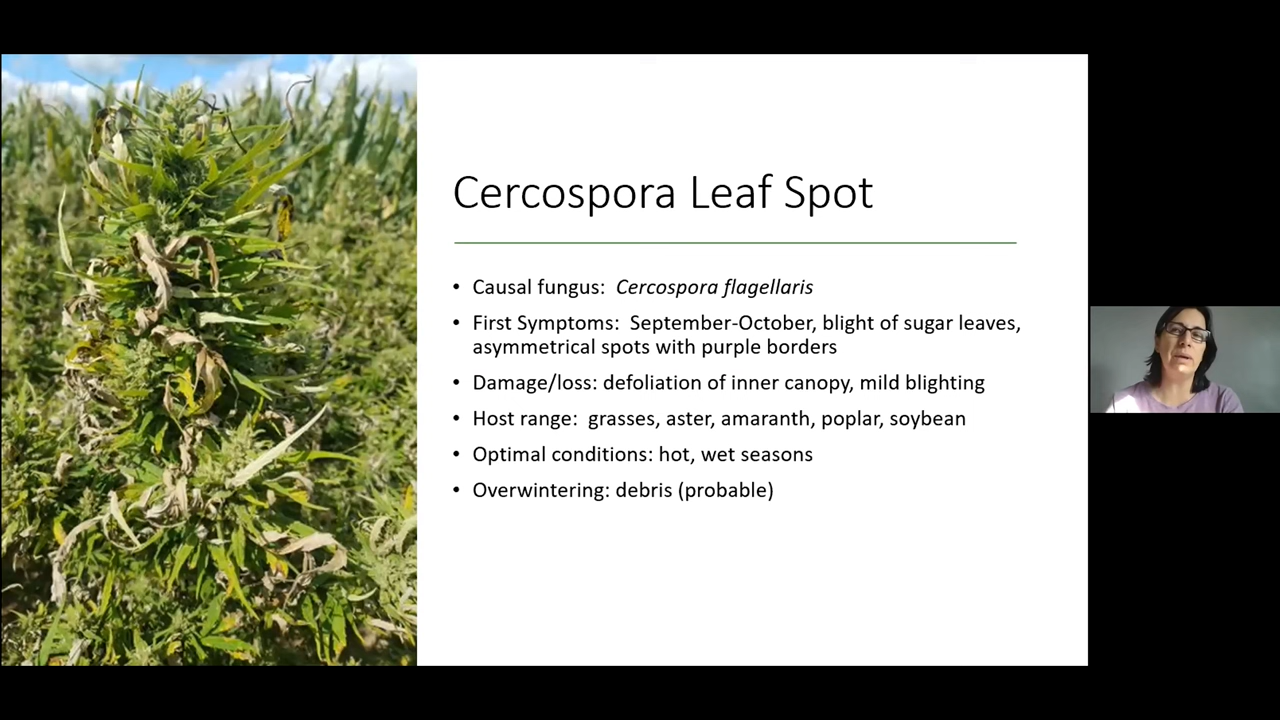 Cercospora Leaf Spot
• Causal fungus: Cercospora flagellaris
• First Symptoms: September-October, blight of sugar leaves,
asymmetrical spots with purple borders
• Damage/loss: defoliation of inner canopy, mild blighting
• Host range: grasses, aster, amaranth, poplar, soybean
• Optimal conditions: hot, wet seasons
• Overwintering: debris (probable)